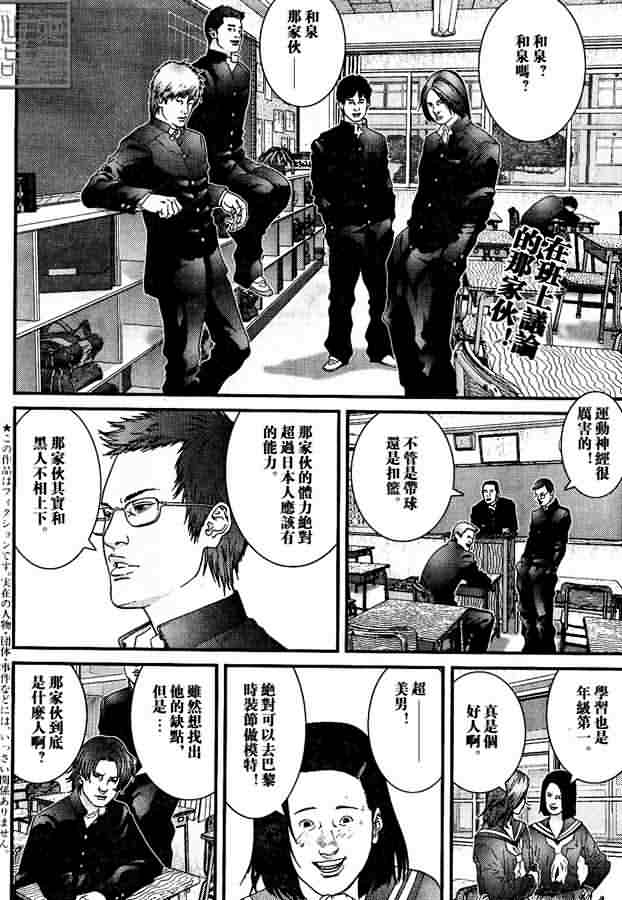 和泉？
和泉嗎？
和泉
那家伙
──
在班上議論
的那家伙！
運動神經很
厲害的！
不管是帶球
還是扣籃。
那家伙的體力絶對
超過日本人應該有
的能力。
那家伙其實和
黑人不相上下。
學習也是
年級第一。
真是個
好人啊。
超──
美男！
絶對可以去巴黎
時裝節做模特！
雖然想找出
他的缺點，
但是…
那家伙到底
是什麽人啊？
★この作品はフィクションです。実在の人物・団体・事件などには、いっさい関係ありません。